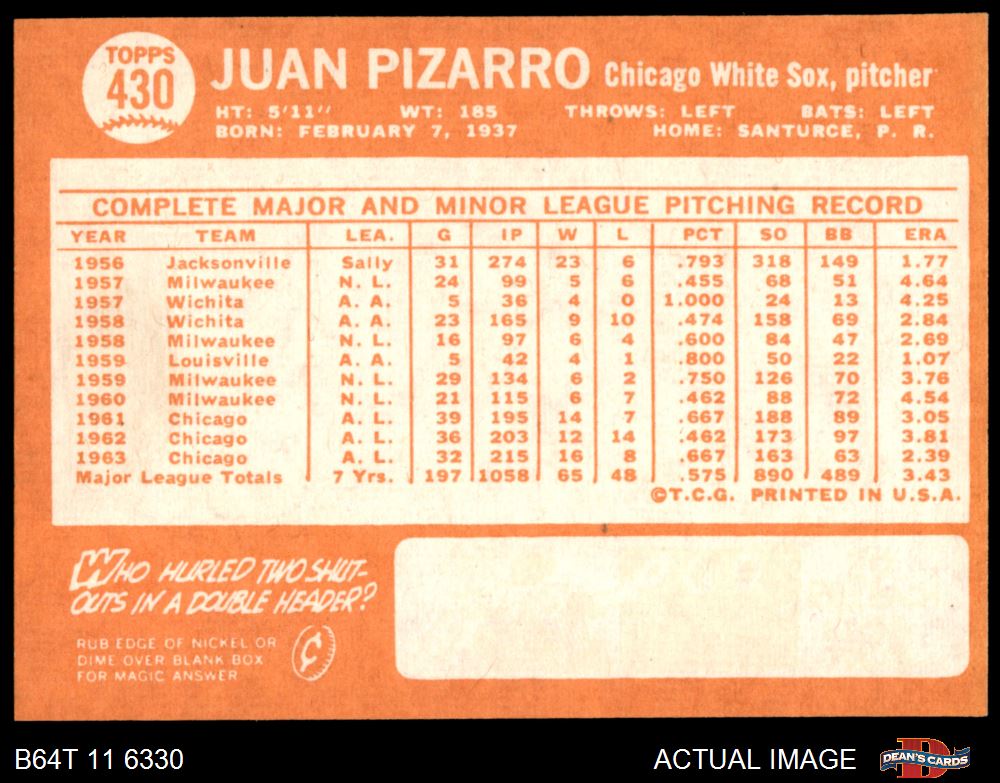 TOPPS
430
JUAN PIZARRO Chicago White Sox, pitcher
HT: 5'11" WT: 185 THROWS: LEFT BATS: LEFT
BORN: FEBRUARY 7, 1937 HOME: SANTURCE, P. R.
COMPLETE MAJOR AND MINOR LEAGUE PITCHING RECORD
YEAR TEAM LEA. G IP W L PCT SO BB ERA
1956 Jacksonville Sally 31 274 23 6 .793 318 149 1.77
1957 Milwaukee N. L. 24 99 5 6 .455 68 51 4.64
1957 Wichita A. A. 5 36 4 0 1.000 24 13 4.25
1958 Wichita A. A. 23 165 9 10 .474 158 69 2.84
1958 Milwaukee N. L. 16 97 6 4 .600 84 47 2.69
1959 Louisville A. A. 5 42 4 1 .800 50 22 1.07
1959 Milwaukee N. L. 29 134 6 2 .750 126 70 3.76
1960 Milwaukee N. L. 21 115 6 7 .462 88 72 4.54
1961 Chicago A. L. 39 195 14 7 .667 188 89 3.05
1962 Chicago A. L. 36 203 12 14 .462 173 97 3.81
1963 Chicago A. L. 32 215 16 8 .667 163 63 2.39
Major League Totals 7 Yrs. 197 1058 65 48 .575 890 489 3.43
©T.C.G. PRINTED IN U.S.A.
WHO HURLED TWO SHUT-
OUTS IN A DOUBLE HEADER?
RUB EDGE OF NICKEL OR
DIME OVER BLANK BOX
FOR MAGIC ANSWER
¢
B64T 11 6330 ACTUAL IMAGE DEAN'S CARDS